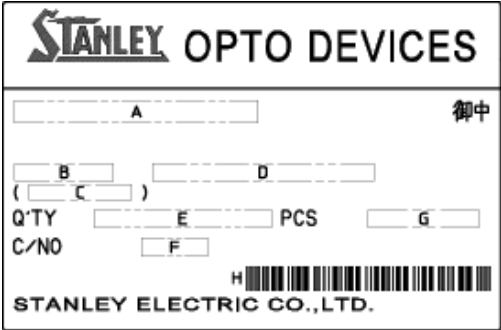 STANLEY OPTO DEVICES
A 御中
B D
( C )
Q'TY E PCS G
C/NO F
H
STANLEY ELECTRIC CO.,LTD.